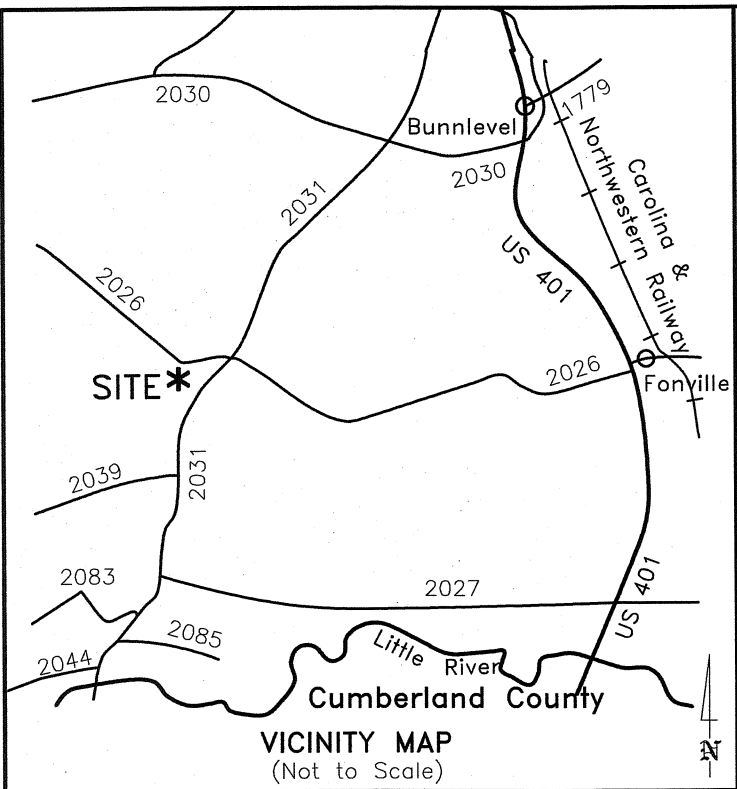 2030
1779
Bunnlevel
2030
Carolina &
Northwestern Railway
2031
US 401
2026
SITE*
2026
Fonville
2039
2031
2083
2027
US 401
2085
2044
Little River
Cumberland County
VICINITY MAP
(Not to Scale)
N